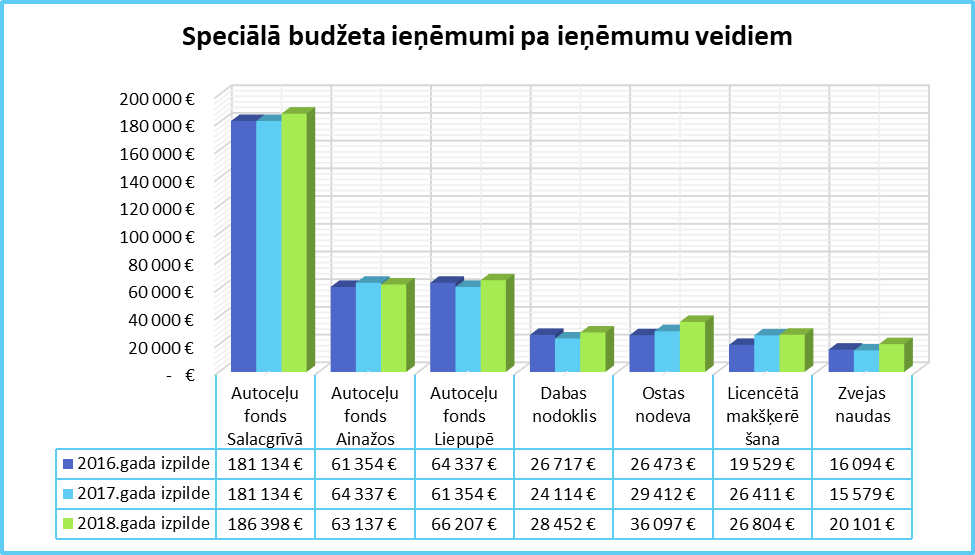 Speciālā budžeta ieņēmumi pa ieņēmumu veidiem
200 000 €
180 000 €
160 000 €
140 000 €
120 000 €
100 000 €
80 000 €
60 000 €
40 000 €
20 000 €
- €
Autoceļu fonds Salacgrīvā
Autoceļu fonds Ainažos
Autoceļu fonds Liepupē
Dabas nodoklis
Ostas nodeva
Licencētā makšķerē šana
Zvejas naudas
2016.gada izpilde 181 134 € 61 354 € 64 337 € 26 717 € 26 473 € 19 529 € 16 094 €
2017.gada izpilde 181 134 € 64 337 € 61 354 € 24 114 € 29 412 € 26 411 € 15 579 €
2018.gada izpilde 186 398 € 63 137 € 66 207 € 28 452 € 36 097 € 26 804 € 20 101 €